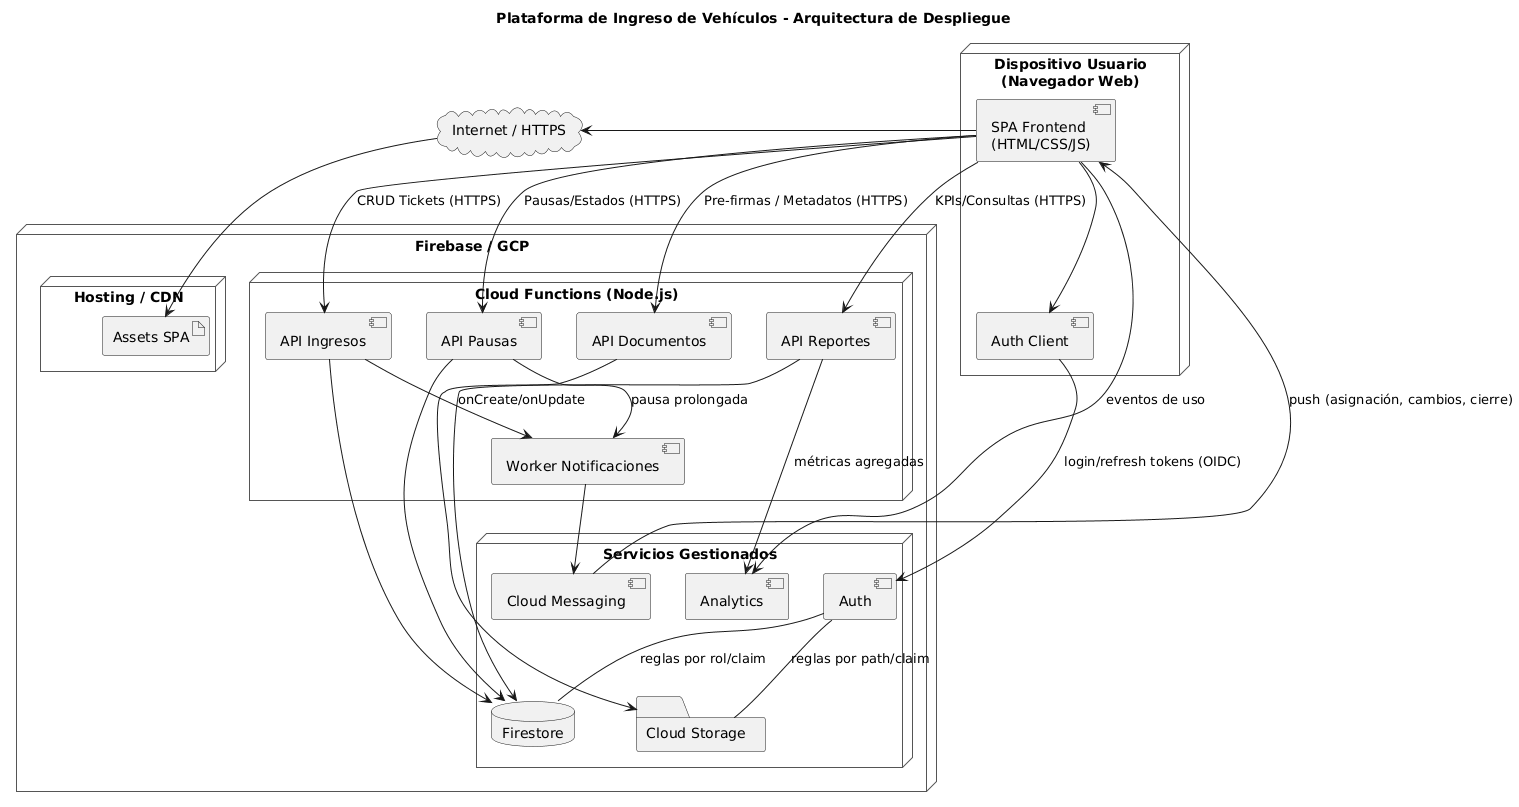 Plataforma de Ingreso de Vehículos - Arquitectura de Despliegue
Dispositivo Usuario
(Navegador Web)
SPA Frontend
(HTML/CSS/JS)
Internet / HTTPS
CRUD Tickets (HTTPS)
Pausas/Estados (HTTPS)
Pre-firmas / Metadatos (HTTPS)
KPIs/Consultas (HTTPS)
Firebase / GCP
Hosting / CDN
Assets SPA
Cloud Functions (Node.js)
API Ingresos
API Pausas
API Documentos
API Reportes
Auth Client
onCreate/onUpdate
pausa prolongada
eventos de uso
push (asignación, cambios, cierre)
Worker Notificaciones
métricas agregadas
login/refresh tokens (OIDC)
Servicios Gestionados
Cloud Messaging
Analytics
Auth
reglas por rol/claim
reglas por path/claim
Firestore
Cloud Storage